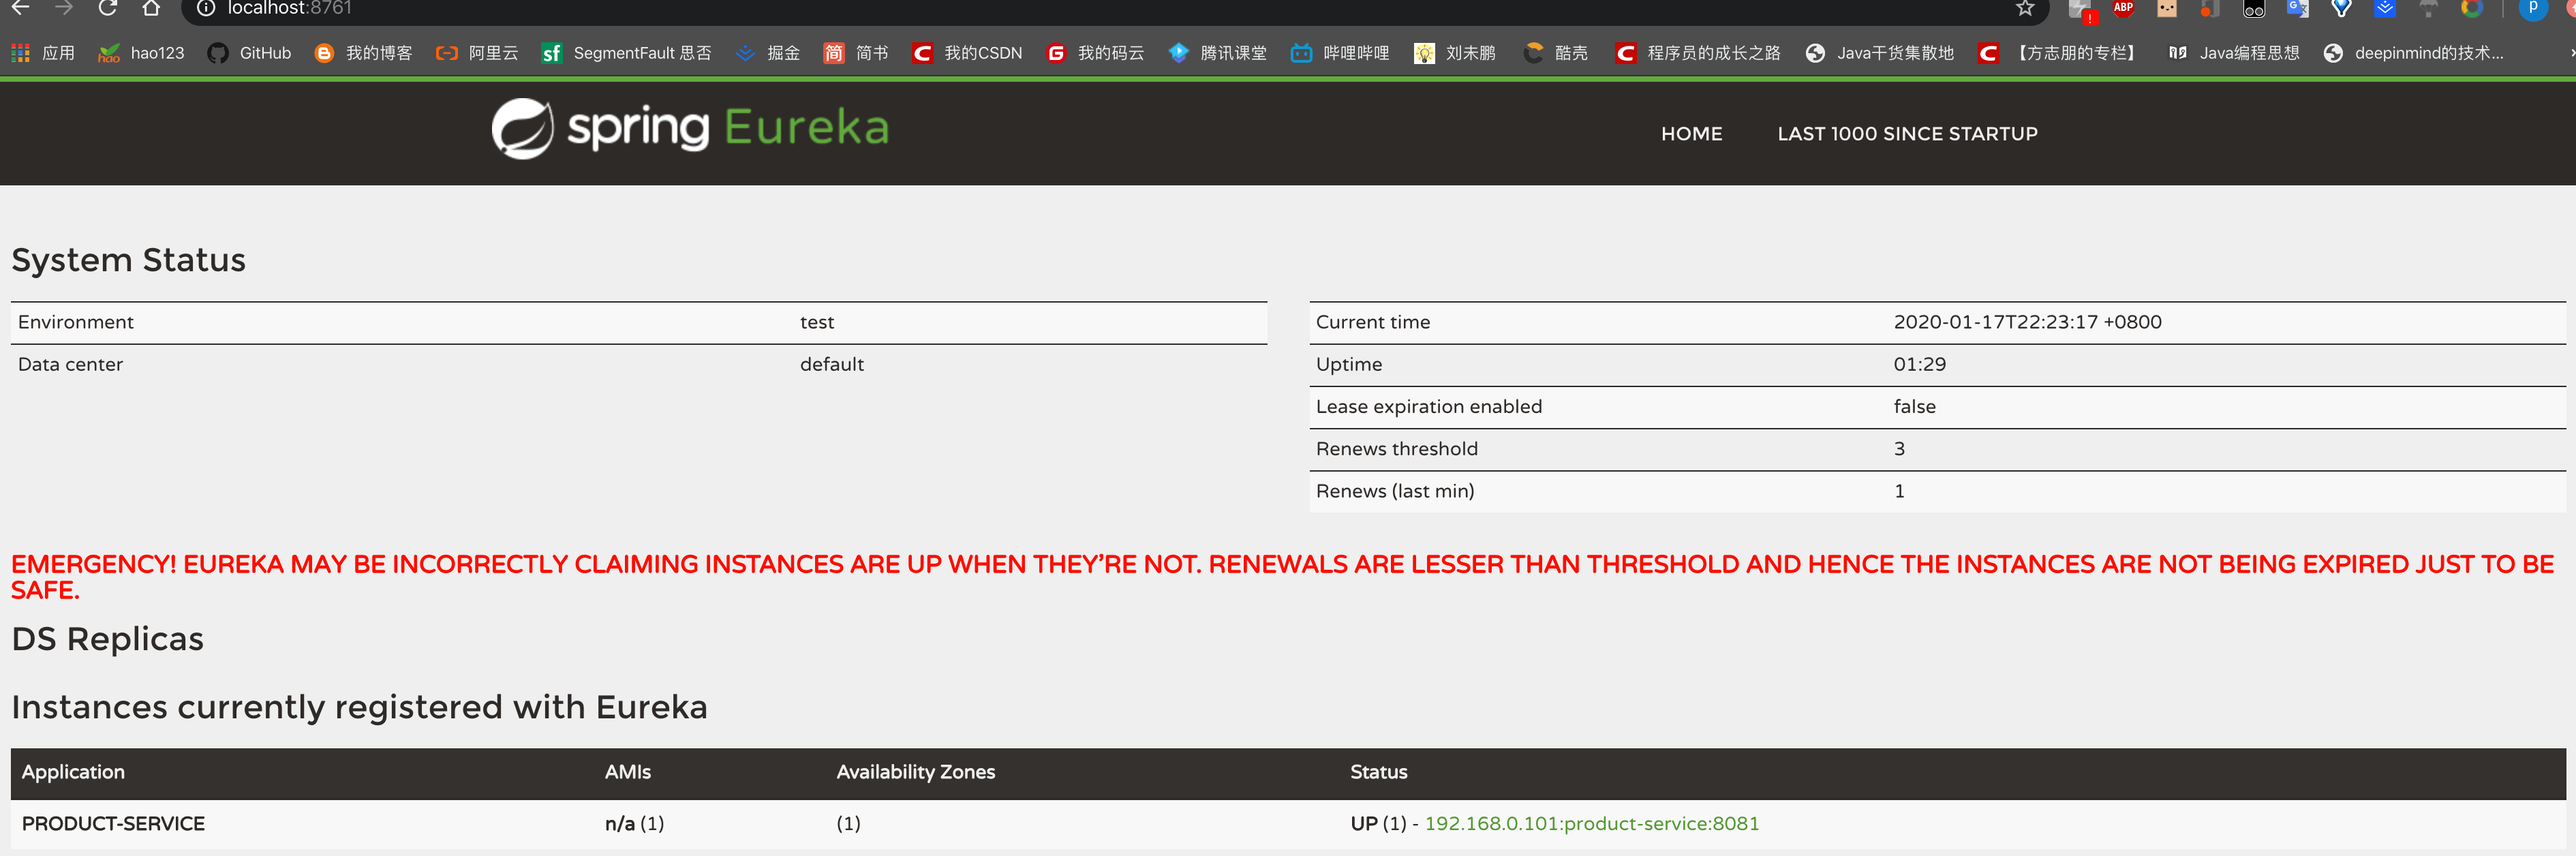 localhost:8761
ABP
p
应用 hao123 GitHub 我的博客 阿里云 SegmentFault 思否 掘金 简书 我的CSDN 我的码云 腾讯课堂 哔哩哔哩 刘未鹏 酷壳 程序员的成长之路 Java干货集散地 【方志朋的专栏】 Java编程思想 deepinmind的技术...
spring Eureka
HOME LAST 1000 SINCE STARTUP
System Status
Environment test
Data center default
Current time 2020-01-17T22:23:17 +0800
Uptime 01:29
Lease expiration enabled false
Renews threshold 3
Renews (last min) 1
EMERGENCY! EUREKA MAY BE INCORRECTLY CLAIMING INSTANCES ARE UP WHEN THEY’RE NOT. RENEWALS ARE LESSER THAN THRESHOLD AND HENCE THE INSTANCES ARE NOT BEING EXPIRED JUST TO BE
SAFE.
DS Replicas
Instances currently registered with Eureka
Application AMIs Availability Zones Status
PRODUCT-SERVICE n/a (1) (1) UP (1) - 192.168.0.101:product-service:8081